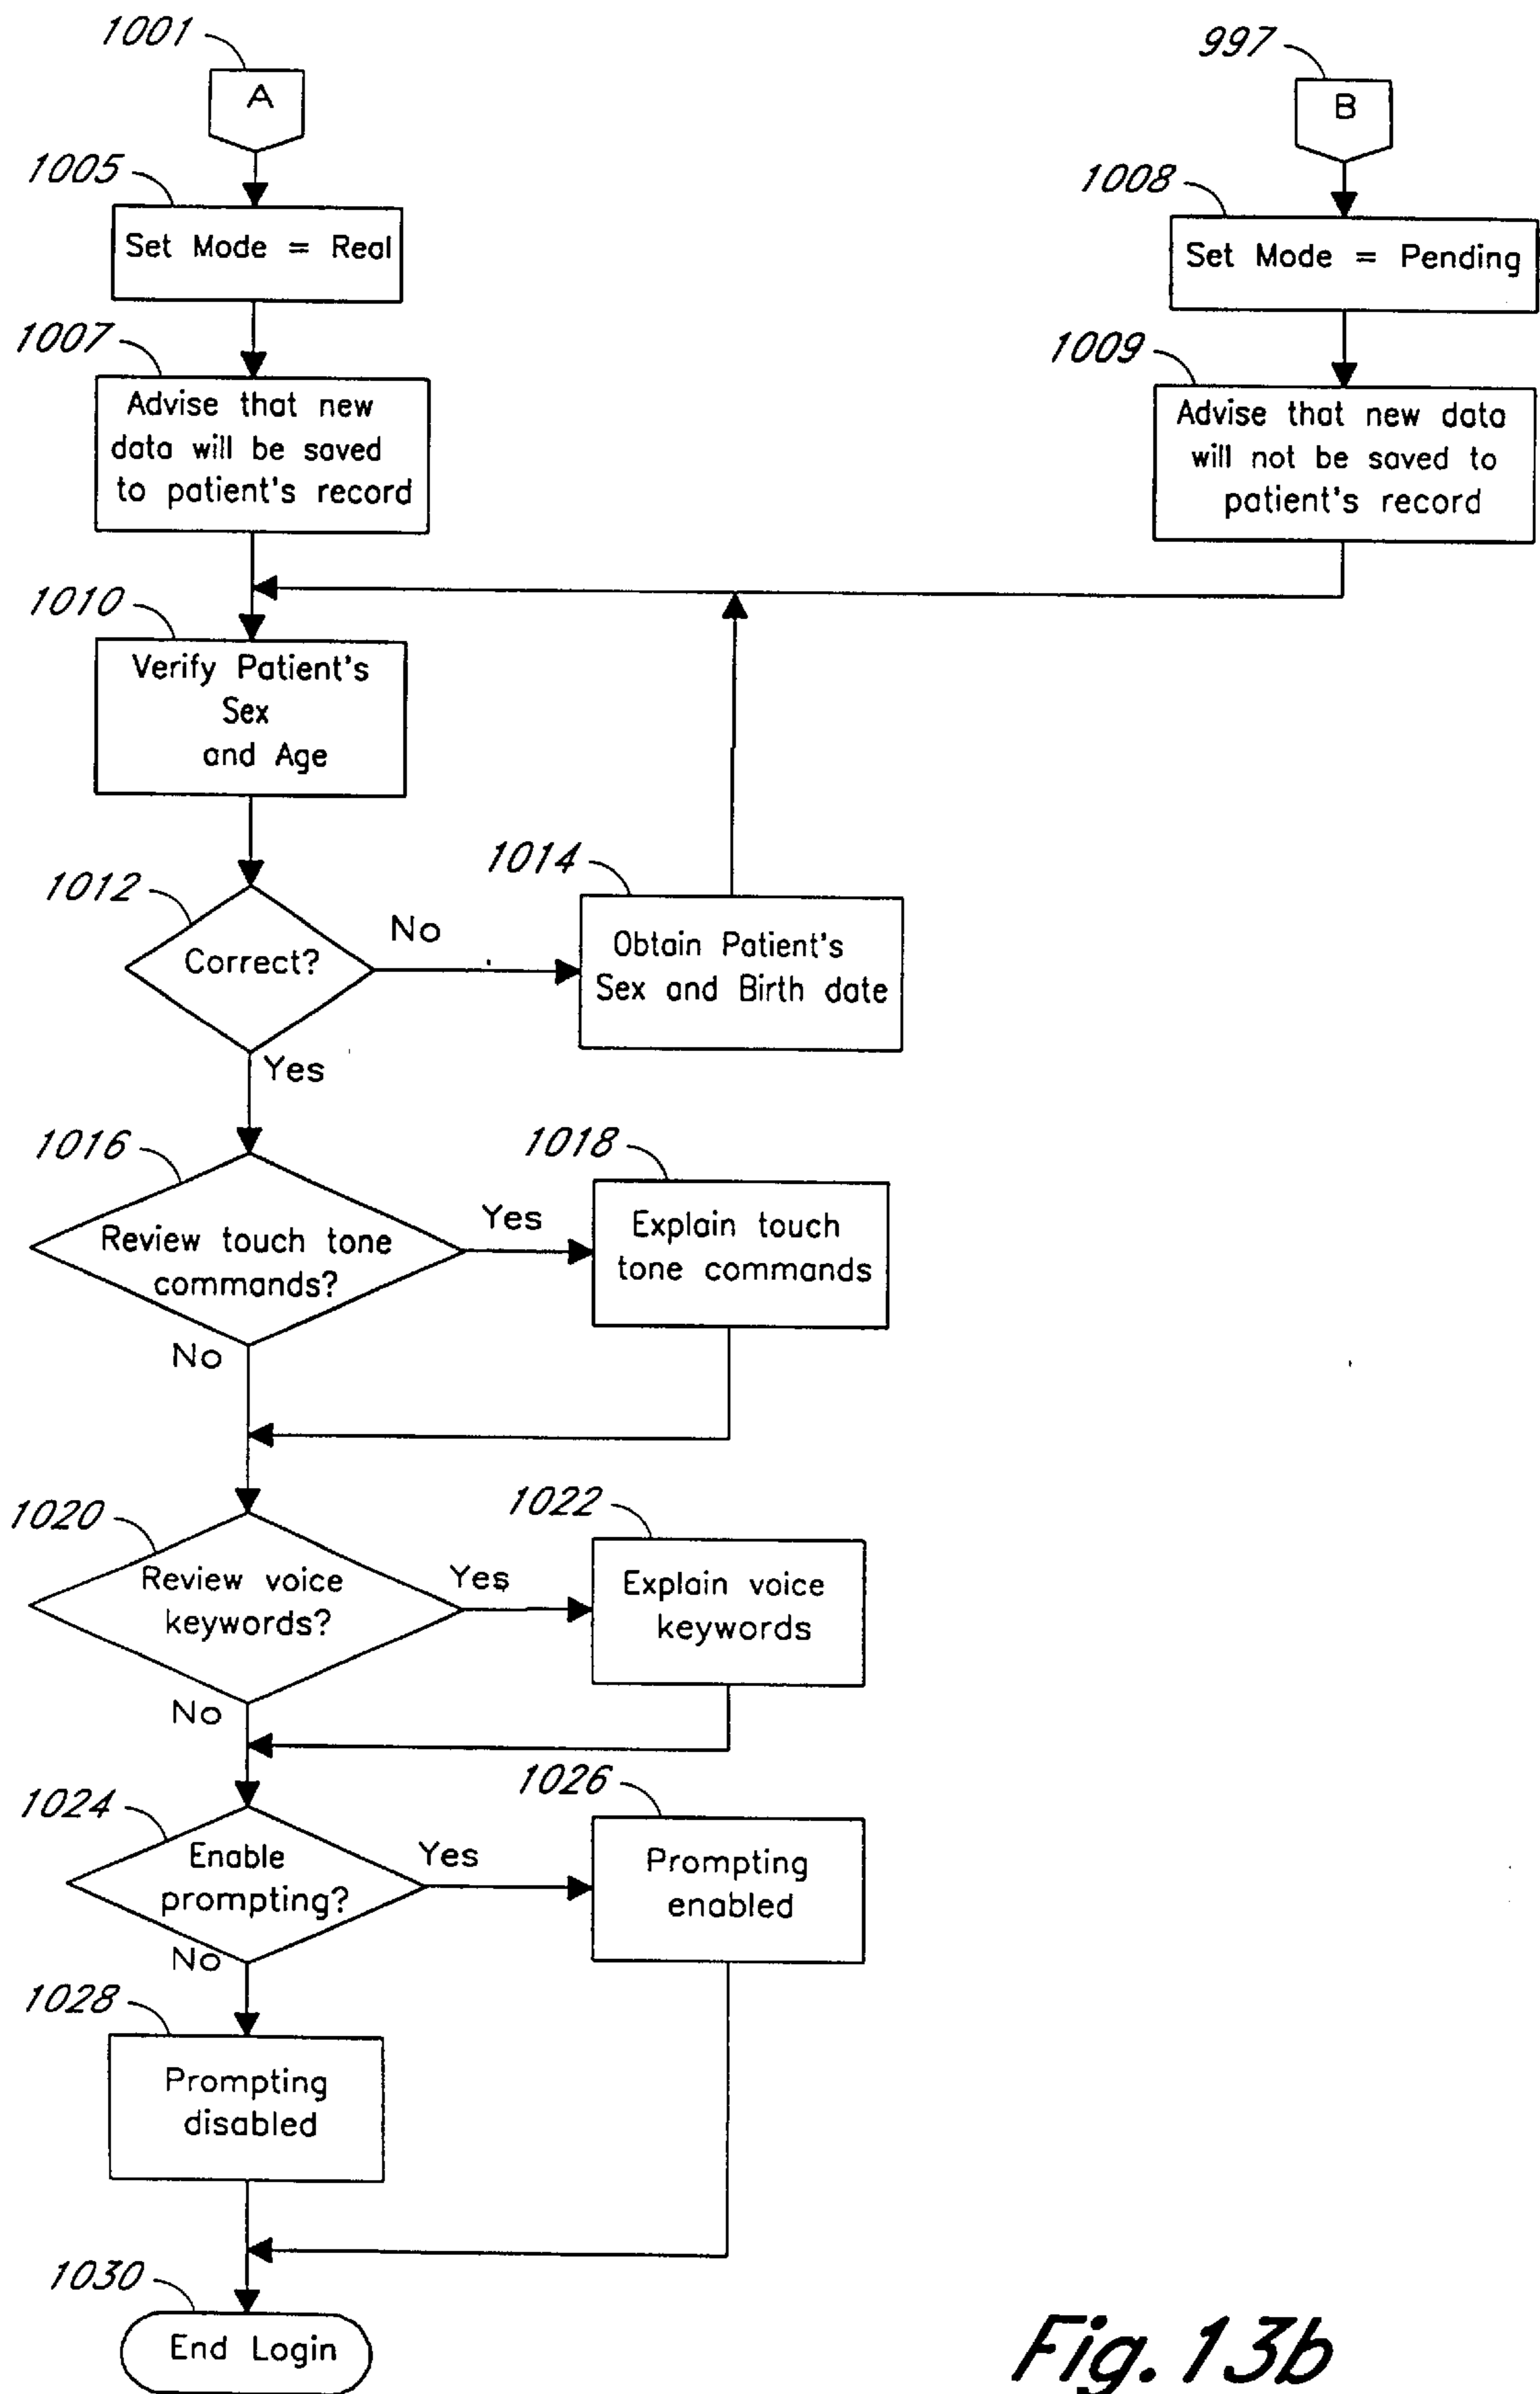 1001
A
997
B
1005
Set Mode = Real
1008
Set Mode = Pending
1007
Advise that new
data will be saved
to patient's record
1009
Advise that new data
will not be saved to
patient's record
1010
Verify Patient's
Sex
and Age
1012
Correct?
No
Yes
1014
Obtain Patient's
Sex and Birth date
1016
Review touch tone
commands?
Yes
No
1018
Explain touch
tone commands
1020
Review voice
keywords?
Yes
No
1022
Explain voice
keywords
1024
Enable
prompting?
Yes
No
1026
Prompting
enabled
1028
Prompting
disabled
1030
End Login
Fig. 13b